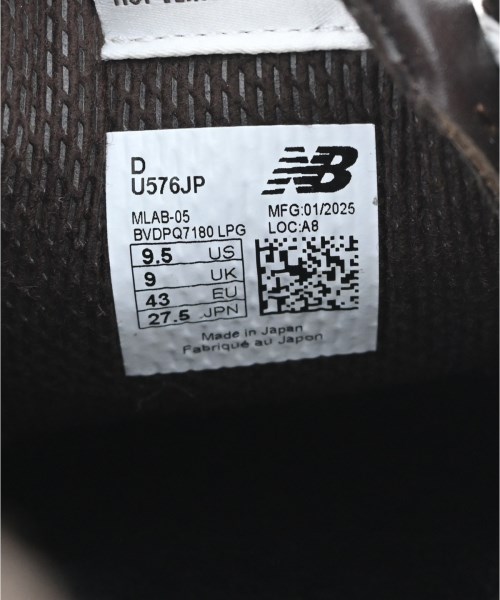 D
U576JP
NB
MLAB-05
BVDPQ7180 LPG
MFG:01/2025
LOC:A8
9.5 US
9 UK
43 EU
27.5 JPN
Made in Japan
Fabriqué au Japon